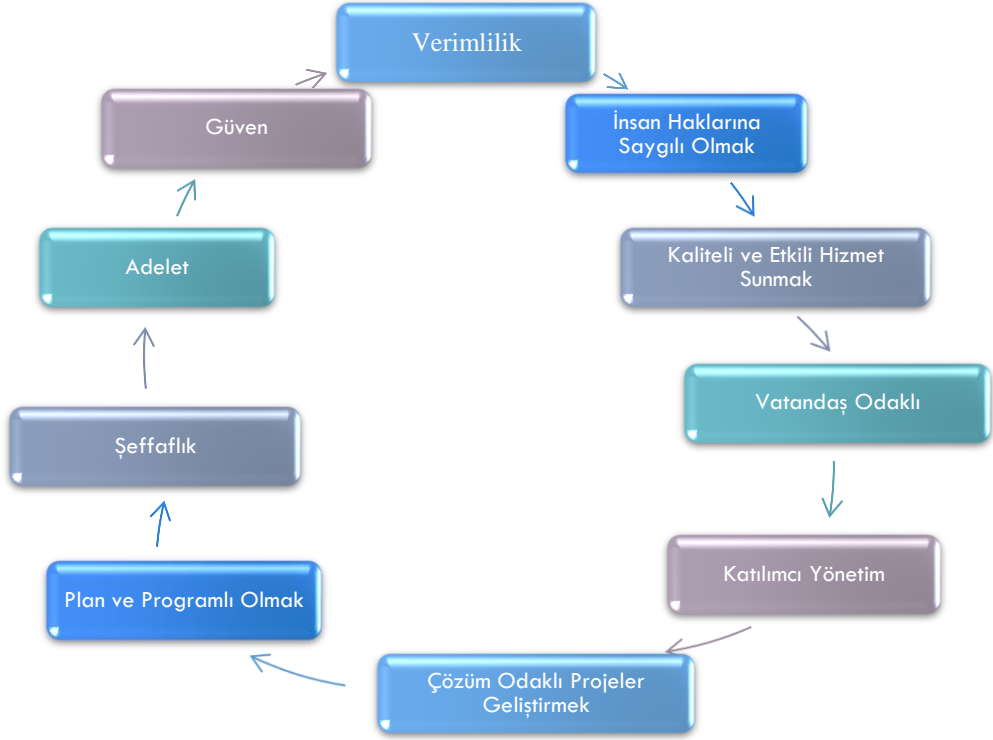 Verimlilik
İnsan Haklarına
Saygılı Olmak
Kaliteli ve Etkili Hizmet
Sunmak
Vatandaş Odaklı
Katılımcı Yönetim
Çözüm Odaklı Projeler
Geliştirmek
Plan ve Programlı Olmak
Şeffaflık
Adelet
Güven